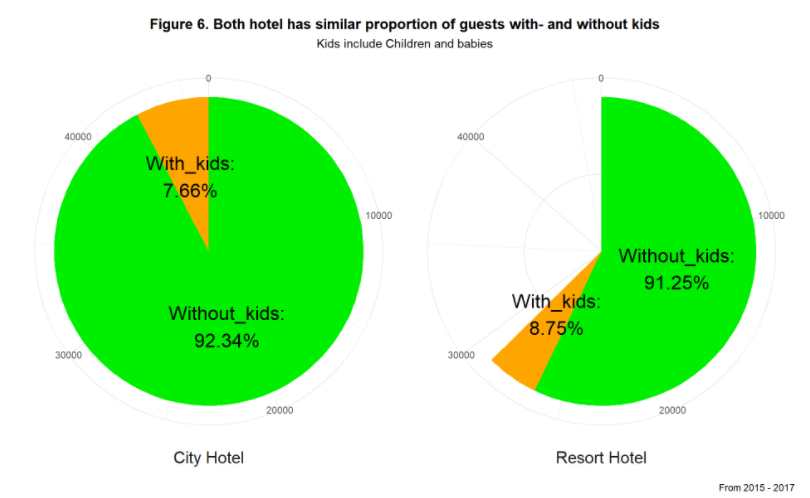 Figure 6. Both hotel has similar proportion of guests with- and without kids
Kids include Children and babies
0
40000
With_kids:
7.66%
10000
Without_kids:
92.34%
30000
20000
City Hotel
0
40000
10000
Without_kids:
91.25%
With_kids:
8.75%
30000
20000
Resort Hotel
From 2015 - 2017